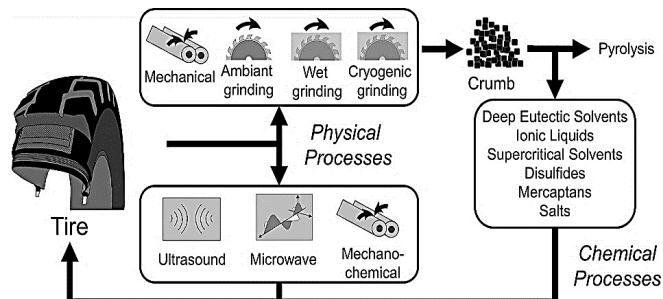 Mechanical
Ambiant
grinding
Wet
grinding
Cryogenic
grinding
Crumb
Pyrolysis
Deep Eutectic Solvents
Ionic Liquids
Supercritical Solvents
Disulfides
Mercaptans
Salts
Physical
Processes
Tire
Ultrasound
Microwave
Mechano-
chemical
Chemical
Processes